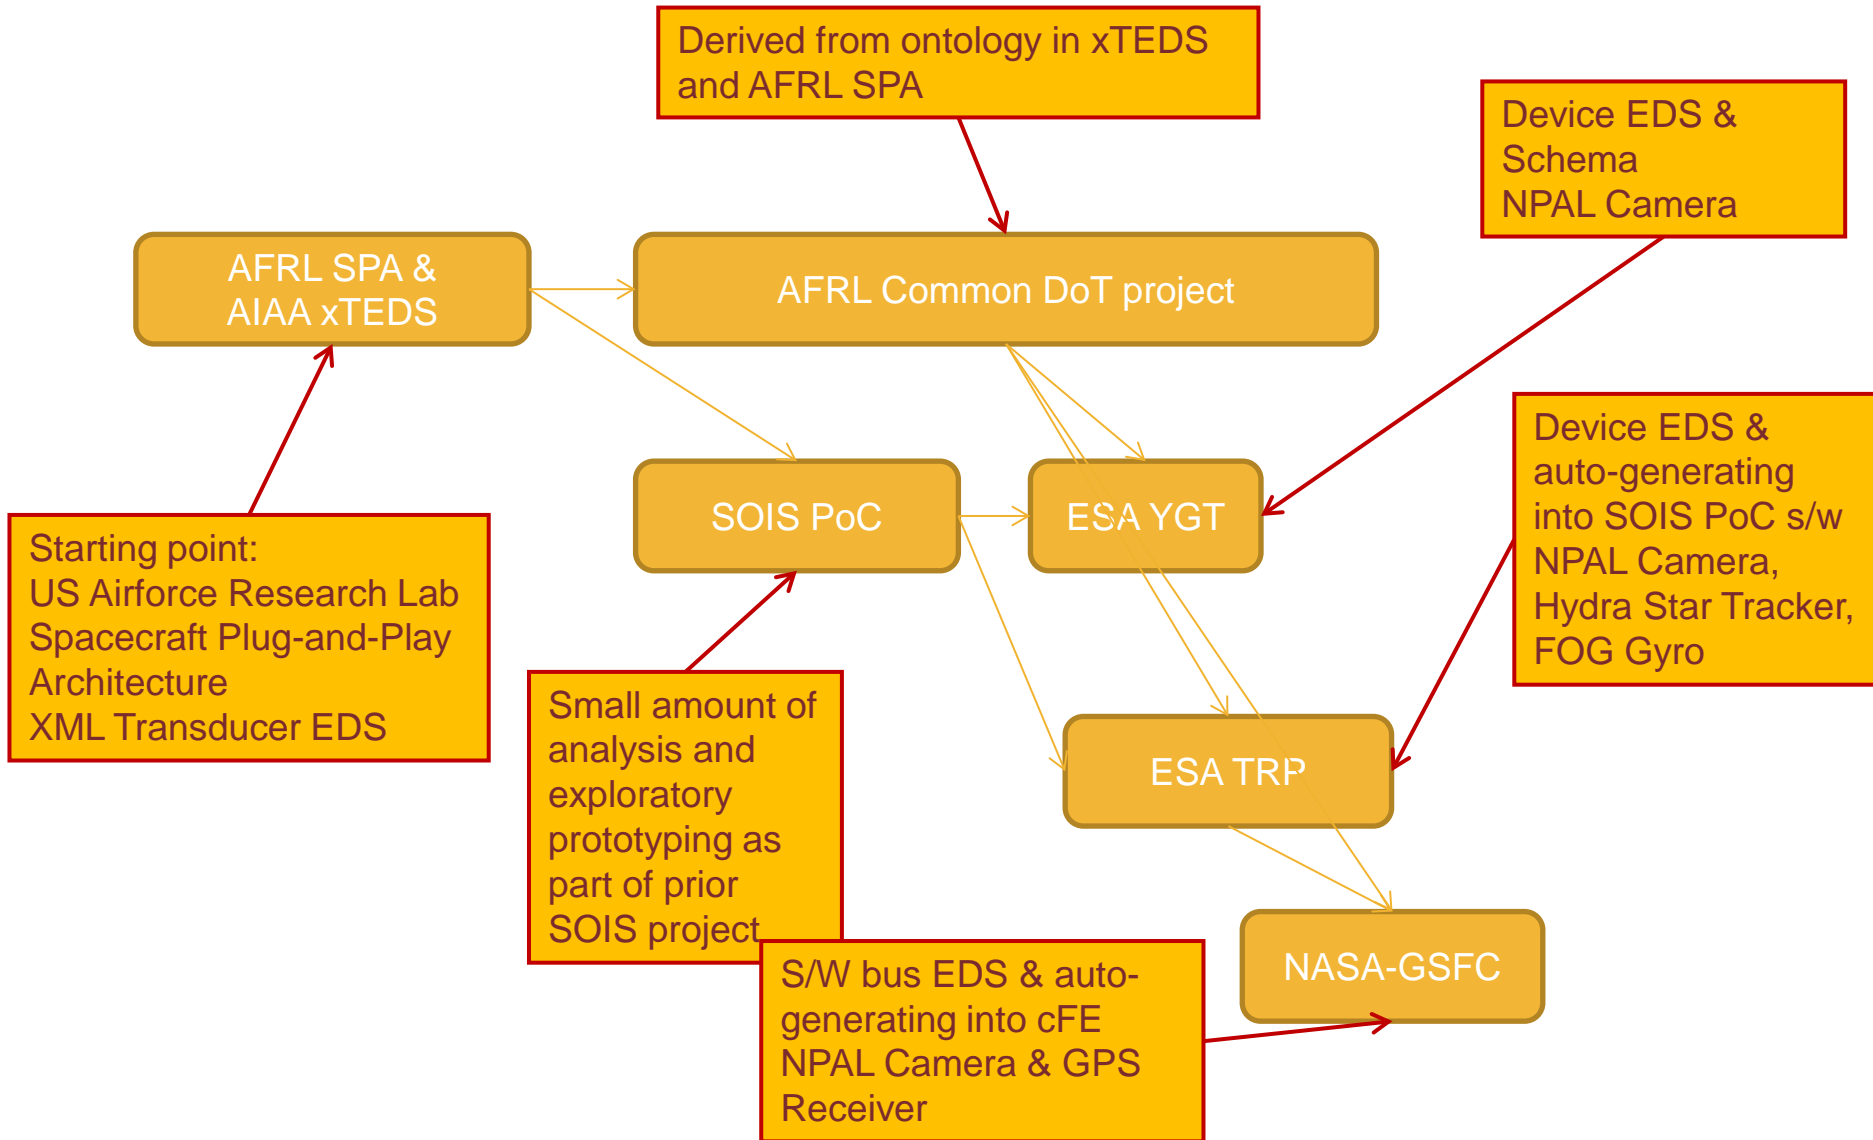 Derived from ontology in xTEDS
and AFRL SPA
Device EDS &
Schema
NPAL Camera
AFRL SPA &
AIAA xTEDS
AFRL Common DoT project
Device EDS &
auto-generating
into SOIS PoC s/w
NPAL Camera,
Hydra Star Tracker,
FOG Gyro
SOIS PoC
ESA YGT
Starting point:
US Airforce Research Lab
Spacecraft Plug-and-Play
Architecture
XML Transducer EDS
Small amount of
analysis and
exploratory
prototyping as
part of prior
SOIS project
ESA TRP
NASA-GSFC
S/W bus EDS & auto-
generating into cFE
NPAL Camera & GPS
Receiver